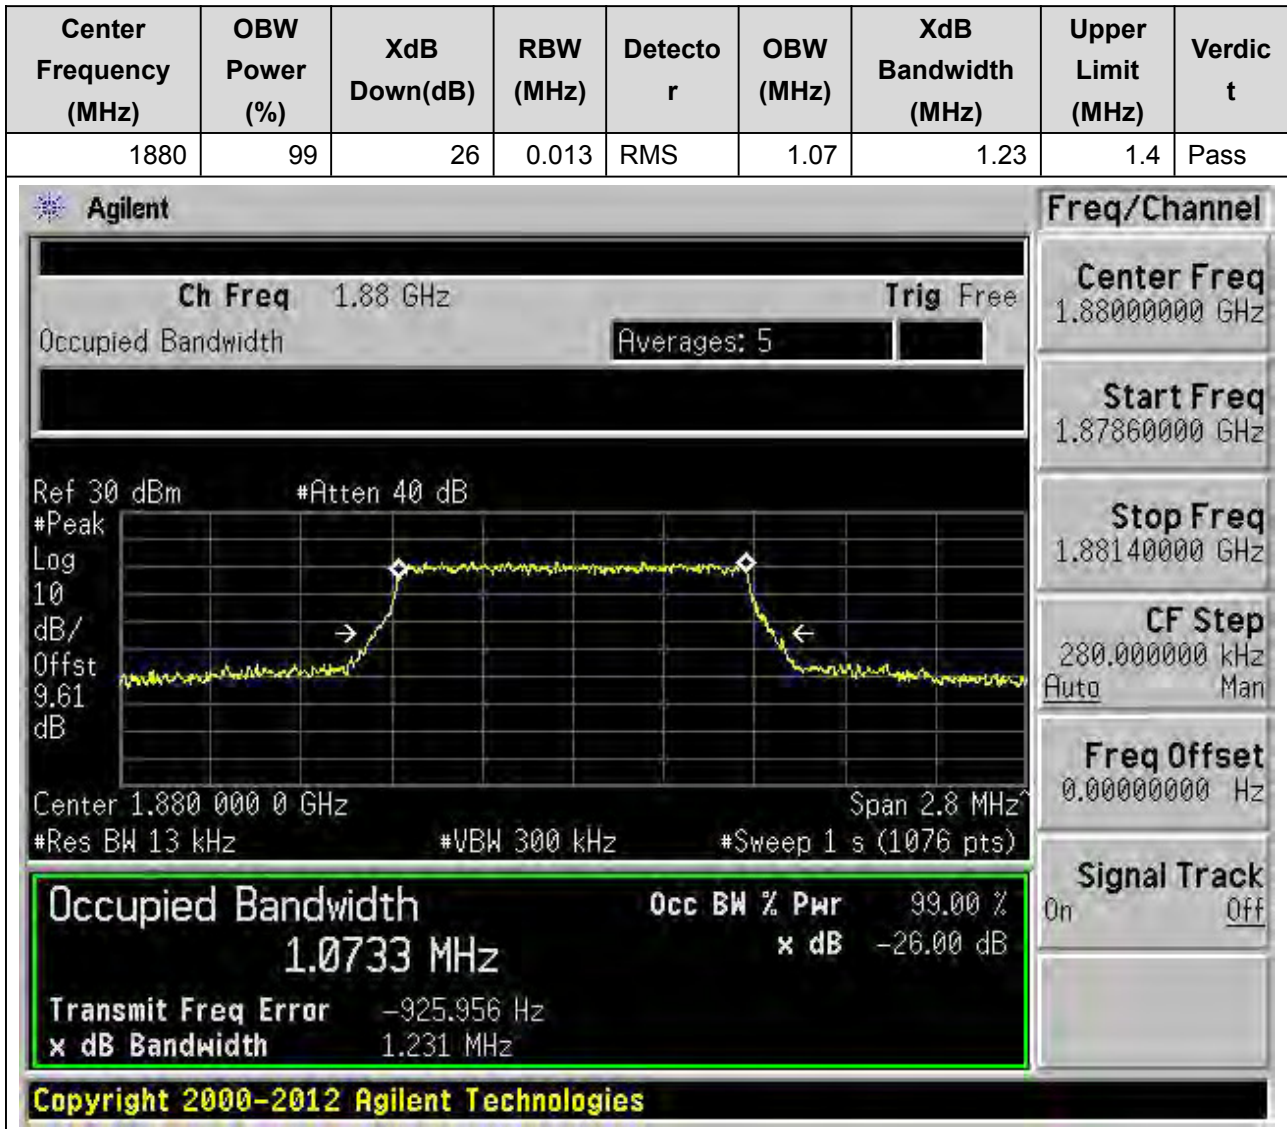 Center Frequency (MHz) OBW Power (%) XdB Down(dB) RBW (MHz) Detecto r OBW (MHz) XdB Bandwidth (MHz) Upper Limit (MHz) Verdic t
1880 99 26 0.013 RMS 1.07 1.23 1.4 Pass
Agilent
Freq/Channel
Ch Freq 1.88 GHz Trig Free
Occupied Bandwidth Averages: 5
Center Freq
1.88000000 GHz
Start Freq
1.87860000 GHz
Stop Freq
1.88140000 GHz
CF Step
280.000000 kHz
Auto Man
Freq Offset
0.00000000 Hz
Signal Track
On Off
Ref 30 dBm #Atten 40 dB
#Peak
Log
10
dB/
Offst
9.61
dB
Center 1.880 000 0 GHz Span 2.8 MHz^
#Res BW 13 kHz #VBW 300 kHz #Sweep 1 s (1076 pts)
Occupied Bandwidth Occ BW % Pwr 99.00 %
1.0733 MHz x dB -26.00 dB
Transmit Freq Error -925.956 Hz
x dB Bandwidth 1.231 MHz
Copyright 2000-2012 Agilent Technologies